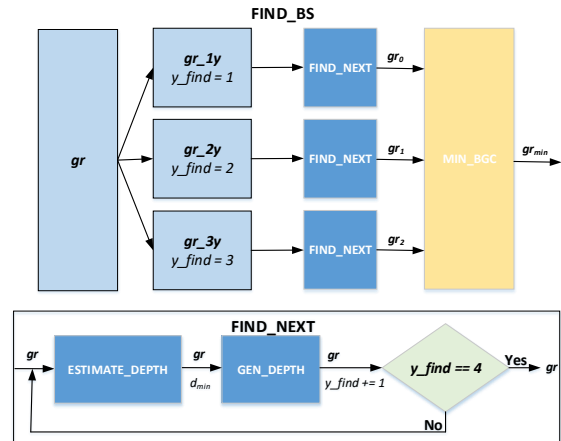 FIND_BS
gr
gr_1y
y_find = 1
FIND_NEXT
gr0
gr_2y
y_find = 2
FIND_NEXT
gr1
gr_3y
y_find = 3
FIND_NEXT
gr2
MIN_BGC
grmin
FIND_NEXT
gr
ESTIMATE_DEPTH
gr
dmin
GEN_DEPTH
gr
y_find += 1
y_find == 4
Yes
gr
No